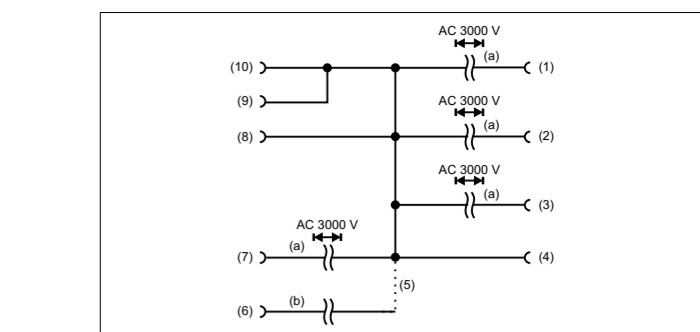 AC 3000 V
(10) (a) (1)
AC 3000 V
(9) (a)
(8) (2)
AC 3000 V
(a)
(3)
AC 3000 V
(a)
(7) (4)
(5)
(b)
(6)